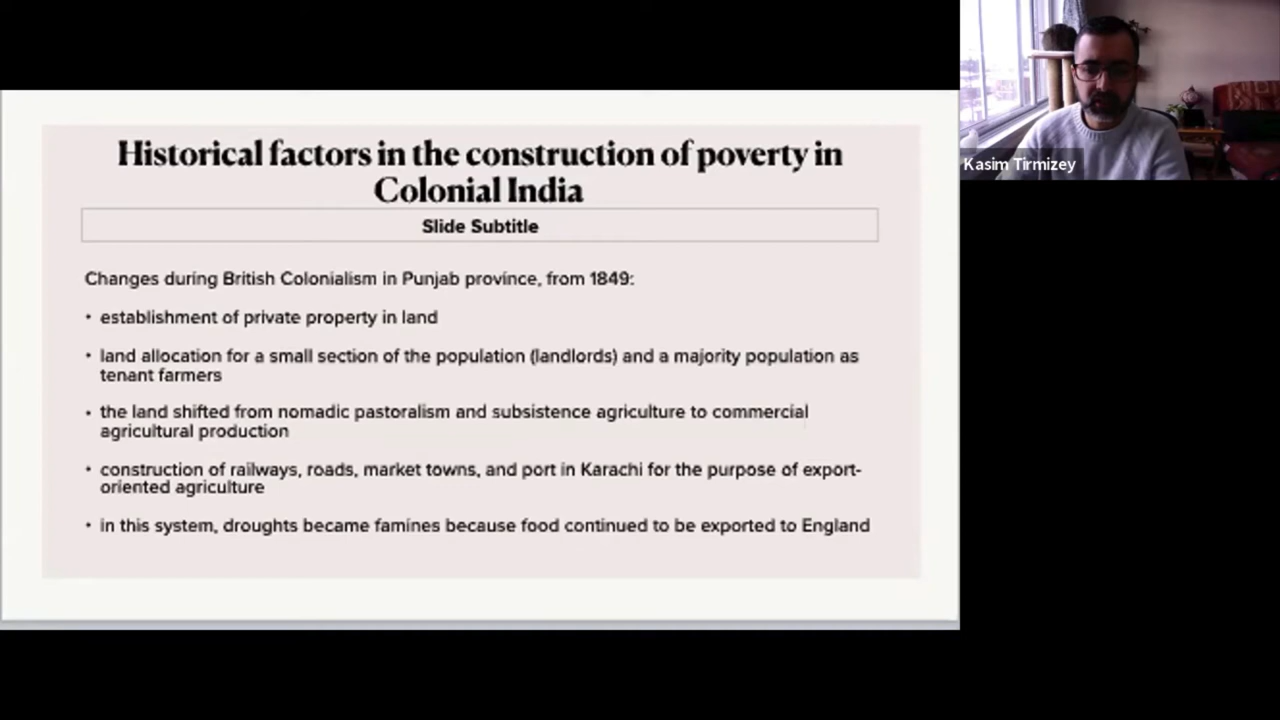 Historical factors in the construction of poverty in
Colonial India
Slide Subtitle
Changes during British Colonialism in Punjab province, from 1849:
• establishment of private property in land
• land allocation for a small section of the population (landlords) and a majority population as
tenant farmers
• the land shifted from nomadic pastoralism and subsistence agriculture to commercial
agricultural production
• construction of railways, roads, market towns, and port in Karachi for the purpose of export-
oriented agriculture
• in this system, droughts became famines because food continued to be exported to England
Kasim Tirmizey